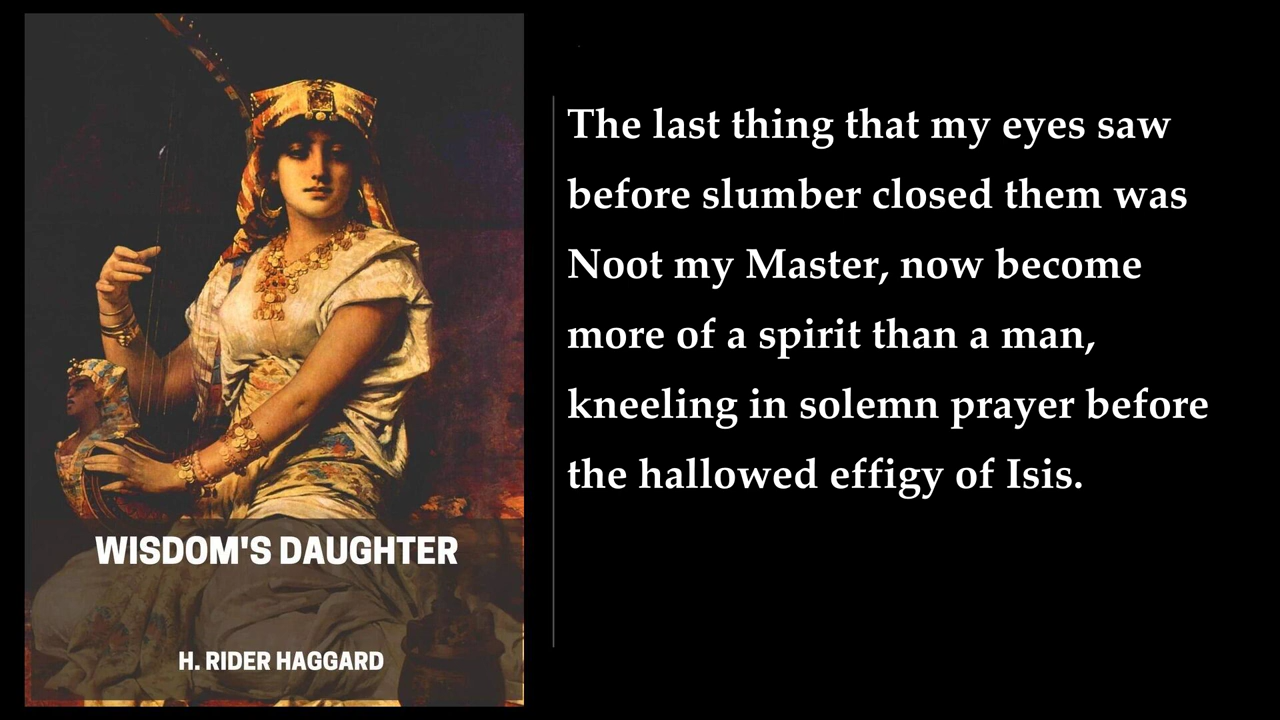 WISDOM'S DAUGHTER
H. RIDER HAGGARD
The last thing that my eyes saw
before slumber closed them was
Noot my Master, now become
more of a spirit than a man,
kneeling in solemn prayer before
the hallowed effigy of Isis.